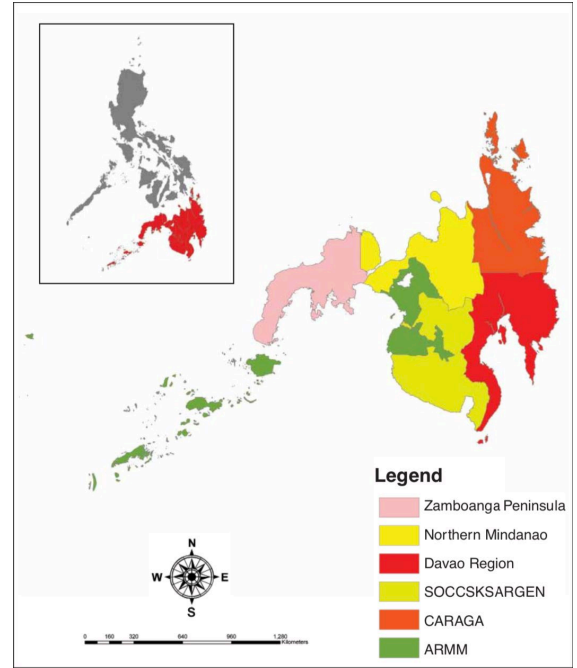 Legend
Zamboanga Peninsula
Northern Mindanao
Davao Region
SOCCSKSARGEN
CARAGA
ARMM
N
W E
S
0 160 320 640 960 1,280
Kilometers